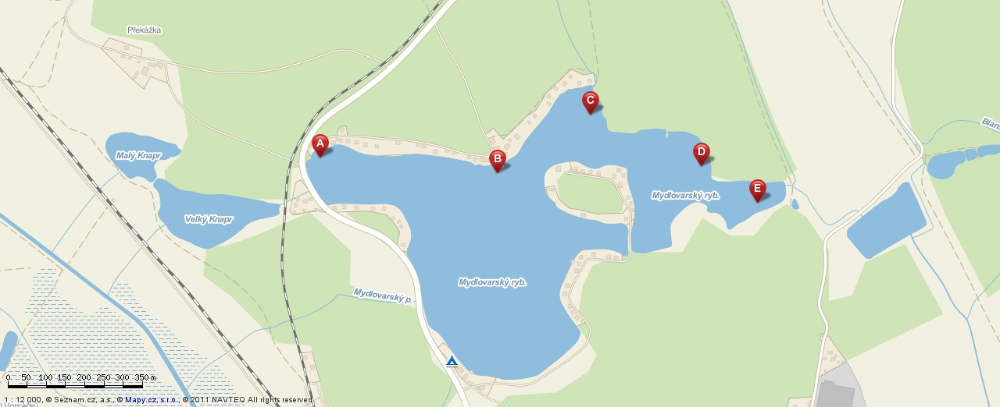 Překážka
C
Blans
A
Malý Knapr
D
B
E
Mydlovarský ryb.
Velký Knapr
Mydlovarský ryb.
Mydlovarský p.
0 50 100 150 200 250 300 350 m
1 : 12 000, © Seznam.cz, a.s., © Mapy.cz, s.r.o., © 2011 NAVTEQ All rights reserved
U Vomáčků